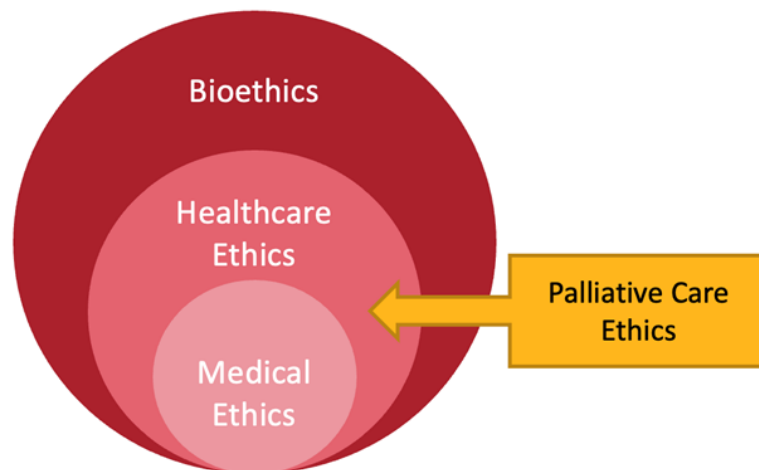 Bioethics
Healthcare
Ethics
Medical
Ethics
Palliative Care
Ethics